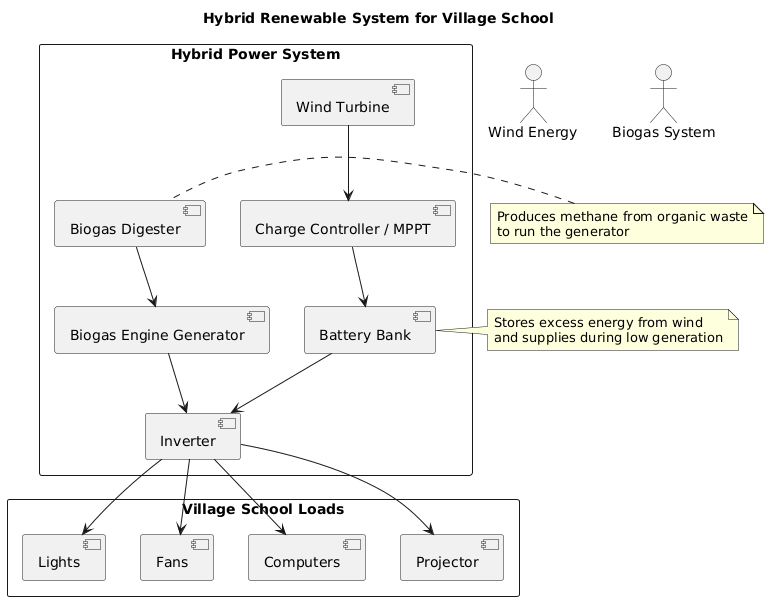 Hybrid Renewable System for Village School
Hybrid Power System
Wind Turbine
Wind Energy
Biogas System
Biogas Digester
Charge Controller / MPPT
Produces methane from organic waste
to run the generator
Biogas Engine Generator
Battery Bank
Stores excess energy from wind
and supplies during low generation
Inverter
Village School Loads
Lights
Fans
Computers
Projector